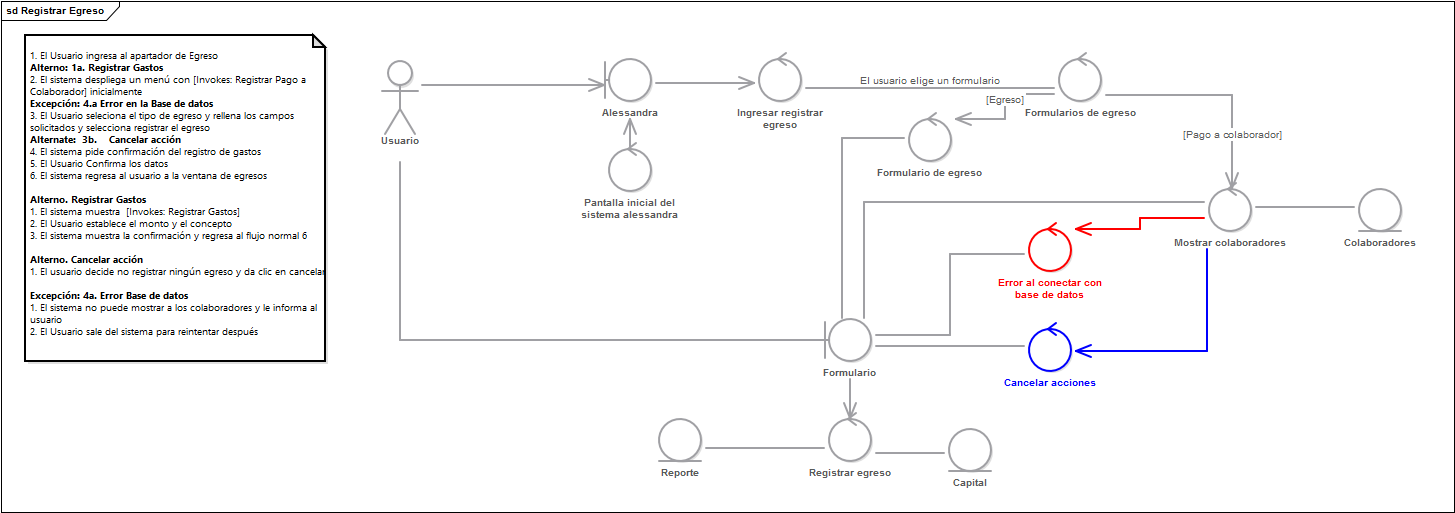 sd Registrar Egreso
1. El Usuario ingresa al apartador de Egreso
Alterno: 1a. Registrar Gastos
2. El sistema despliega un menú con [Invokes: Registrar Pago a
Colaborador] inicialmente
Excepción: 4.a Error en la Base de datos
3. El Usuario seleciona el tipo de egreso y rellena los campos
solicitados y selecciona registrar el egreso
Alternate:  3b.    Cancelar acción
4. El sistema pide confirmación del registro de gastos
5. El Usuario Confirma los datos
6. El sistema regresa al usuario a la ventana de egresos
Alterno. Registrar Gastos
1. El sistema muestra  [Invokes: Registrar Gastos]
2. El Usuario establece el monto y el concepto
3. El sistema muestra la confirmación y regresa al flujo normal 6
Alterno. Cancelar acción
1. El usuario decide no registrar ningún egreso y da clic en cancelar
Excepción: 4a. Error Base de datos
1. El sistema no puede mostrar a los colaboradores y le informa al
usuario
2. El Usuario sale del sistema para reintentar después
Usuario
Alessandra
Pantalla inicial del
sistema alessandra
Ingresar registrar
egreso
El usuario elige un formulario
[Egreso]
Formularios de egreso
Formulario de egreso
[Pago a colaborador]
Mostrar colaboradores
Colaboradores
Error al conectar con
base de datos
Cancelar acciones
Formulario
Reporte
Registrar egreso
Capital